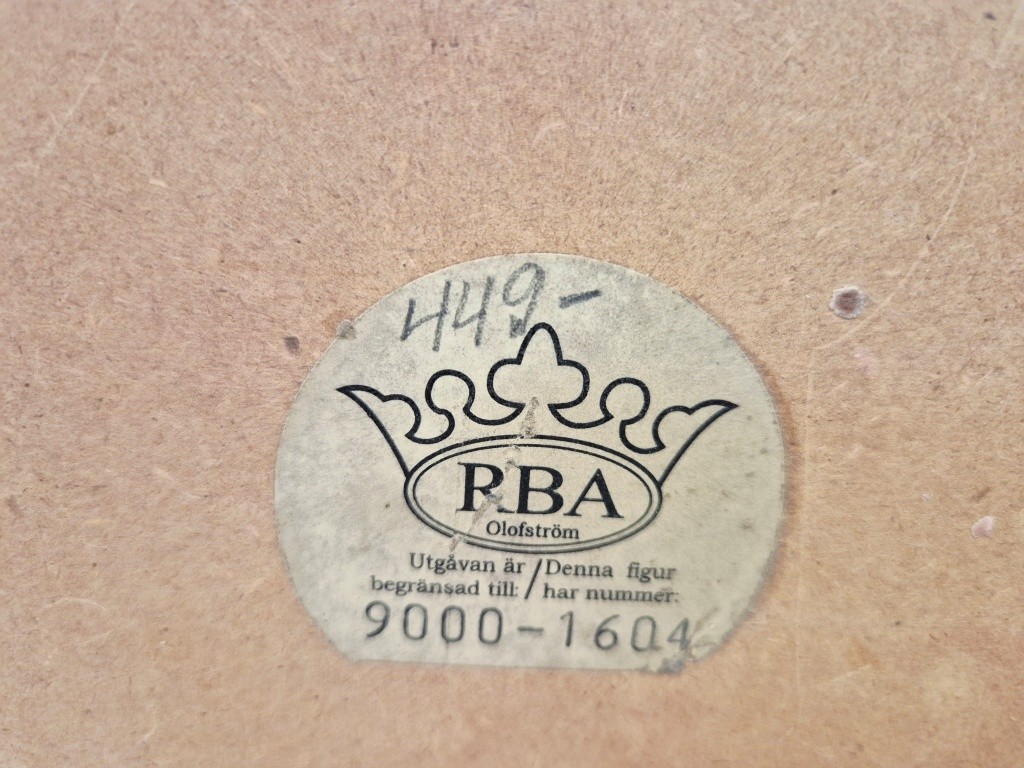 449-
RBA
Olofström
Utgåvan är / Denna figur
begränsad till: / har nummer:
9000-1604